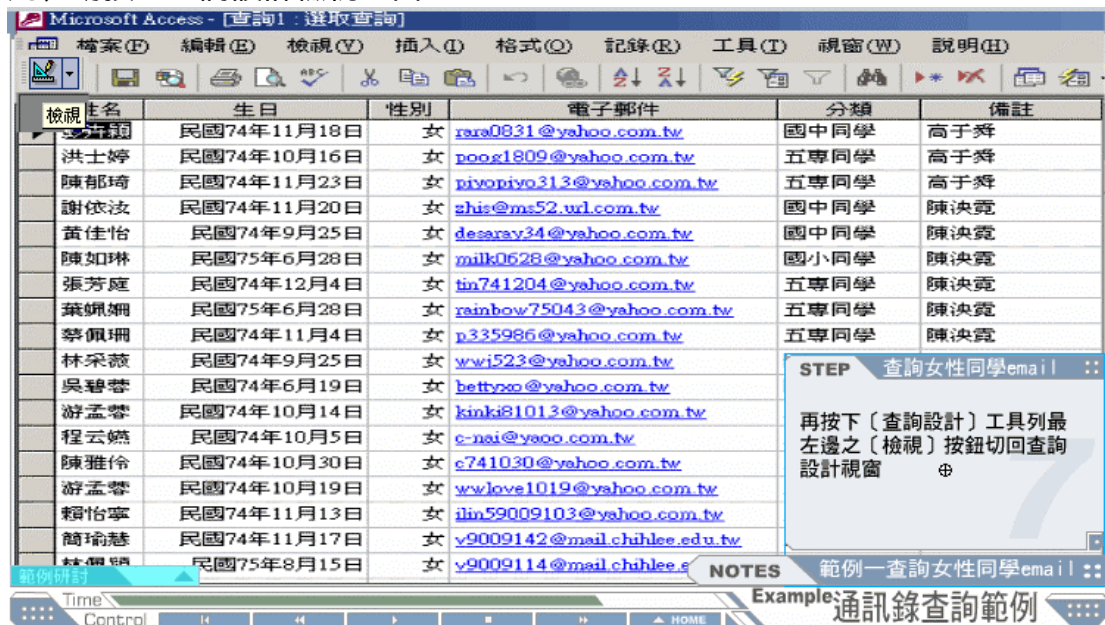 Microsoft Access - [查詢1 : 選取查詢]
檔案(F) 編輯(E) 檢視(V) 插入(I) 格式(O) 記錄(R) 工具(T) 視窗(W) 說明(H)
檢視
姓名 生日 性別 電子郵件 分類 備註
民國74年11月18日 女 rara0831@yahoo.com.tw 國中同學 高子舜
洪士婷 民國74年10月16日 女 poog1809@yahoo.com.tw 五專同學 高子舜
陳郁琦 民國74年11月23日 女 piyopiyo313@yahoo.com.tw 五專同學 高子舜
謝依汝 民國74年11月20日 女 zhis@ms52.url.com.tw 國中同學 陳泱霓
黃佳怡 民國74年9月25日 女 desaray34@yahoo.com.tw 國中同學 陳泱霓
陳如琳 民國75年6月28日 女 milk0628@yahoo.com.tw 國小同學 陳泱霓
張芳庭 民國74年12月4日 女 tin741204@yahoo.com.tw 五專同學 陳泱霓
葉姵姍 民國75年6月28日 女 rainbow75043@yahoo.com.tw 五專同學 陳泱霓
蔡佩珊 民國74年11月4日 女 p335986@yahoo.com.tw 五專同學 陳泱霓
林采薇 民國74年9月25日 女 wwj523@yahoo.com.tw
吳碧蓉 民國74年6月19日 女 bettyxo@yahoo.com.tw
游孟蓉 民國74年10月14日 女 kinki81013@yahoo.com.tw
程云嬿 民國74年10月5日 女 c-nai@yaoo.com.tw
陳雅伶 民國74年10月30日 女 c741030@yahoo.com.tw
游孟蓉 民國74年10月19日 女 wwlove1019@yahoo.com.tw
賴怡寧 民國74年11月13日 女 ilin59009103@yahoo.com.tw
簡瑜慧 民國74年11月17日 女 v9009142@mail.chihlee.edu.tw
民國75年8月15日 女 v9009114@mail.chihlee.e
STEP 查詢女性同學email
再按下〔查詢設計〕工具列最
左邊之〔檢視〕按鈕切回查詢
設計視窗
7
NOTES 範例一查詢女性同學email
範例研討
Time
Control
HOME
Example:通訊錄查詢範例